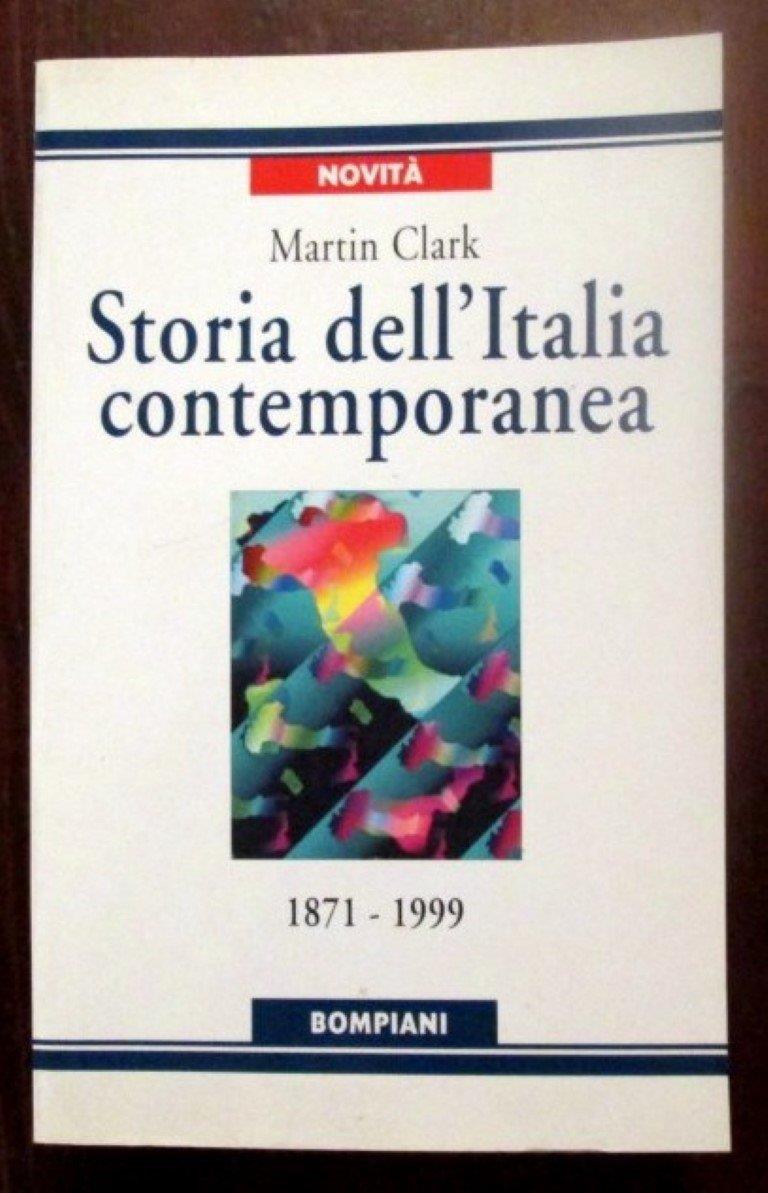 NOVITÀ
Martin Clark
Storia dell'Italia
contemporanea
1871 - 1999
BOMPIANI